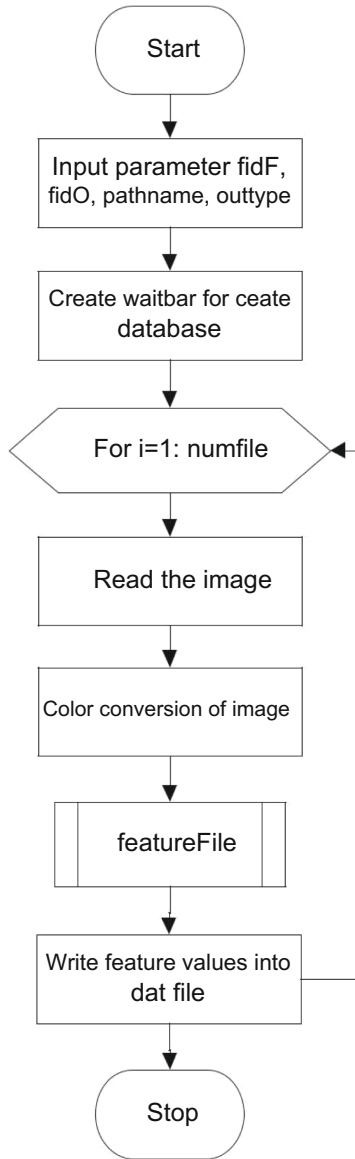 Start
Input parameter fidF,
fidO, pathname, outtype
Create waitbar for ceate
database
For i=1: numfile
Read the image
Color conversion of image
featureFile
Write feature values into
dat file
Stop